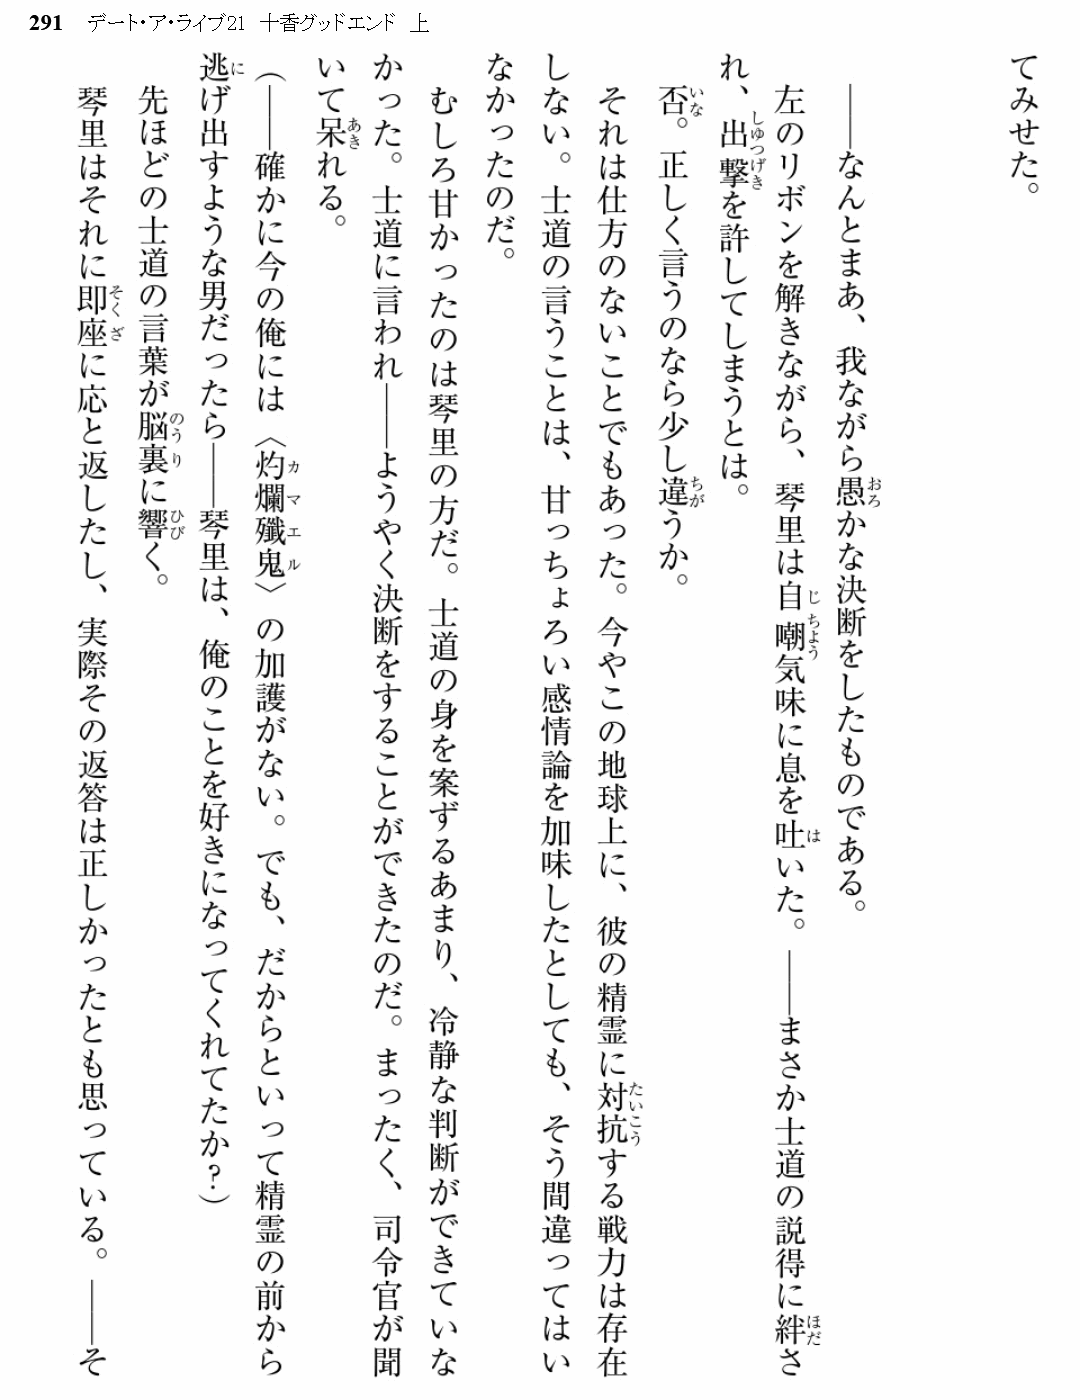 291 デート・ア・ライブ21 十香グッドエンド 上
てみせた。
――なんとまあ、我ながら愚かな決断をしたものである。
左のリボンを解きながら、琴里は自嘲気味に息を吐いた。――まさか士道の説得に絆さ
れ、出撃を許してしまうとは。
否。正しく言うのなら少し違うか。
それは仕方のないことでもあった。今やこの地球上に、彼の精霊に対抗する戦力は存在
しない。士道の言うことは、甘っちょろい感情論を加味したとしても、そう間違ってはい
なかったのだ。
むしろ甘かったのは琴里の方だ。士道の身を案ずるあまり、冷静な判断ができていな
かった。士道に言われ――ようやく決断をすることができたのだ。まったく、司令官が聞
いて呆れる。
（――確かに今の俺には〈灼爛殲鬼〉の加護がない。でも、だからといって精霊の前から
逃げ出すような男だったら――琴里は、俺のことを好きになってくれてたか？）
先ほどの士道の言葉が脳裏に響く。
琴里はそれに即座に応と返したし、実際その返答は正しかったとも思っている。――そ